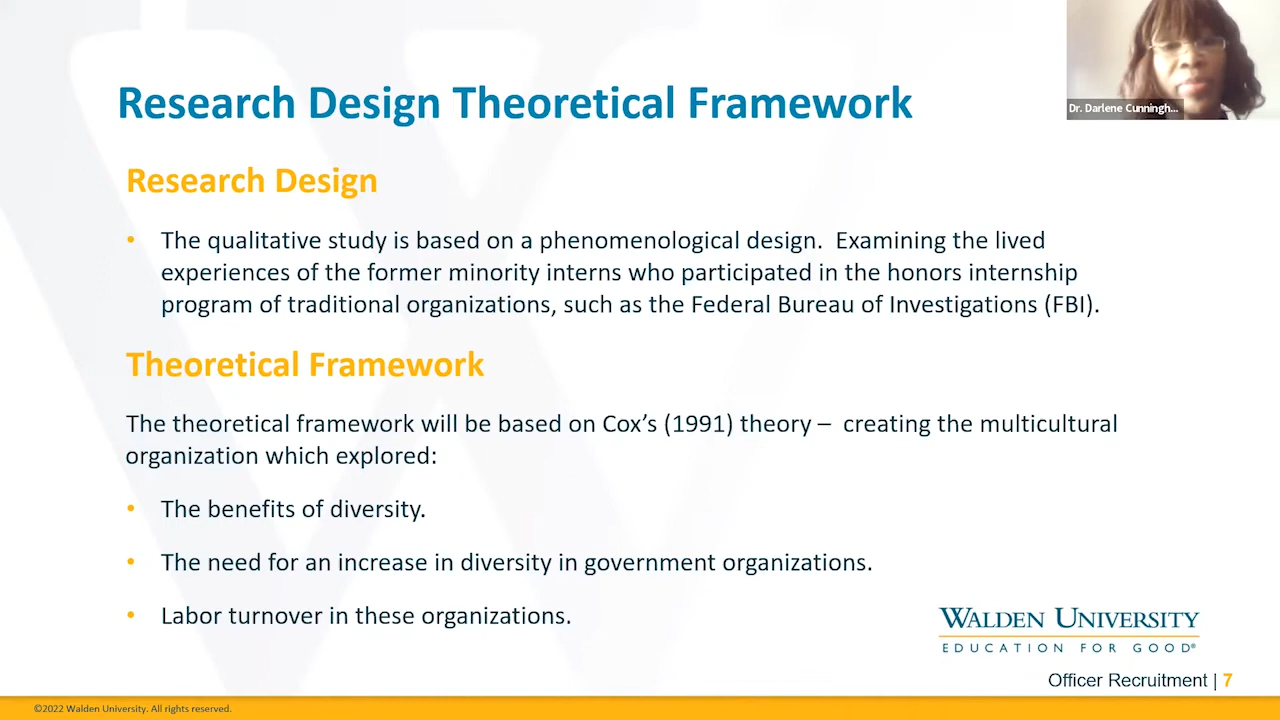 Research Design Theoretical Framework
Dr. Darlene Cunningh...
Research Design
• The qualitative study is based on a phenomenological design.  Examining the lived
experiences of the former minority interns who participated in the honors internship
program of traditional organizations, such as the Federal Bureau of Investigations (FBI).
Theoretical Framework
The theoretical framework will be based on Cox’s (1991) theory –  creating the multicultural
organization which explored:
• The benefits of diversity.
• The need for an increase in diversity in government organizations.
• Labor turnover in these organizations.
WALDEN UNIVERSITY
EDUCATION FOR GOOD®
Officer Recruitment | 7
©2022 Walden University. All rights reserved.